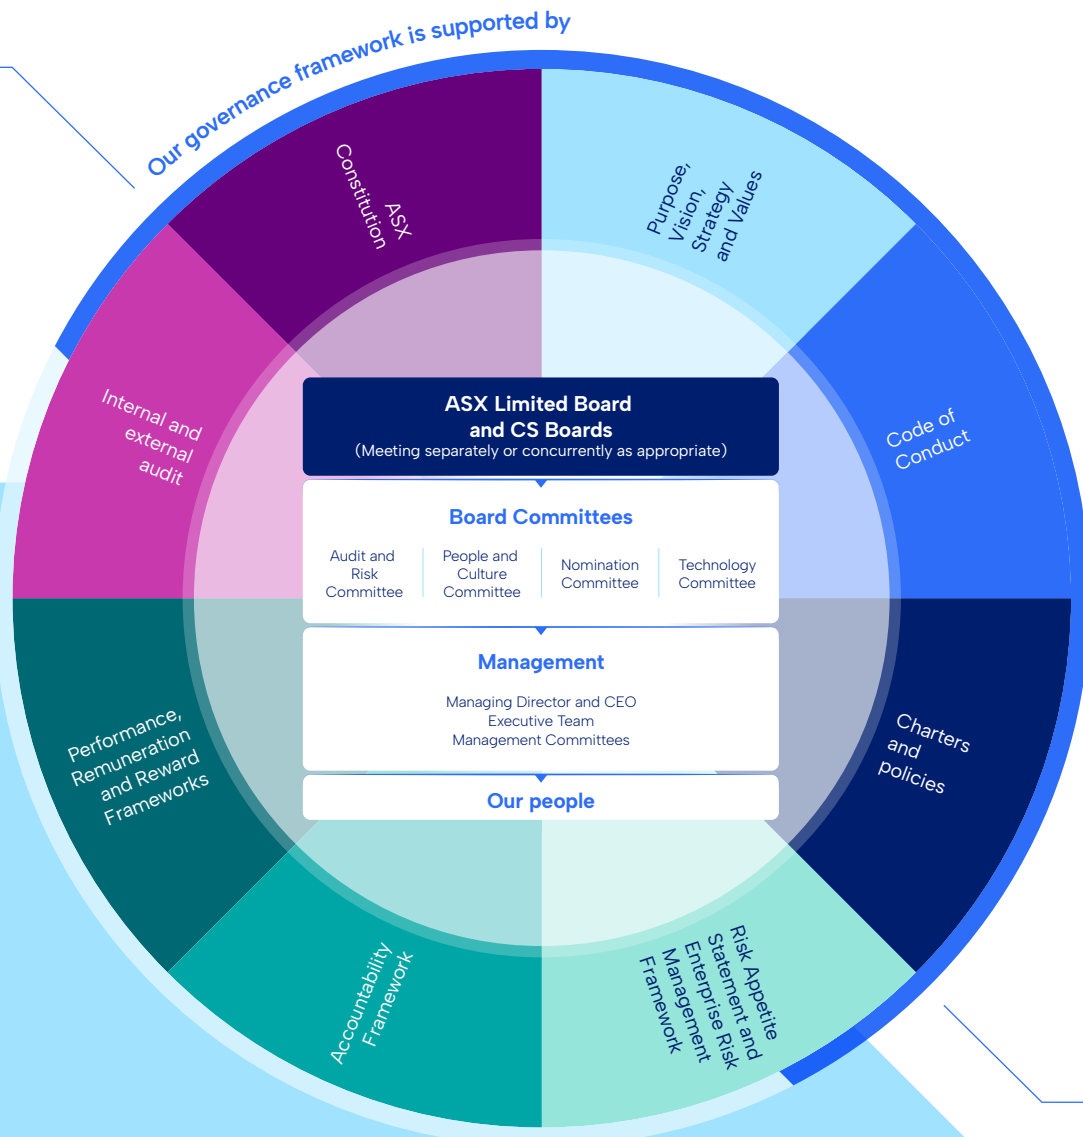 Our governance framework is supported by
Purpose,
Vision,
Strategy
and Values
Code of
Conduct
Charters
and
policies
Risk Appetite
Statement and
Enterprise Risk
Management
Framework
Accountability
Framework
Performance,
Remuneration
and Reward
Frameworks
Internal and
external
audit
ASX
Constitution
ASX Limited Board
and CS Boards
(Meeting separately or concurrently as appropriate)
Board Committees
Audit and
Risk
Committee
People and
Culture
Committee
Nomination
Committee
Technology
Committee
Management
Managing Director and CEO
Executive Team
Management Committees
Our people